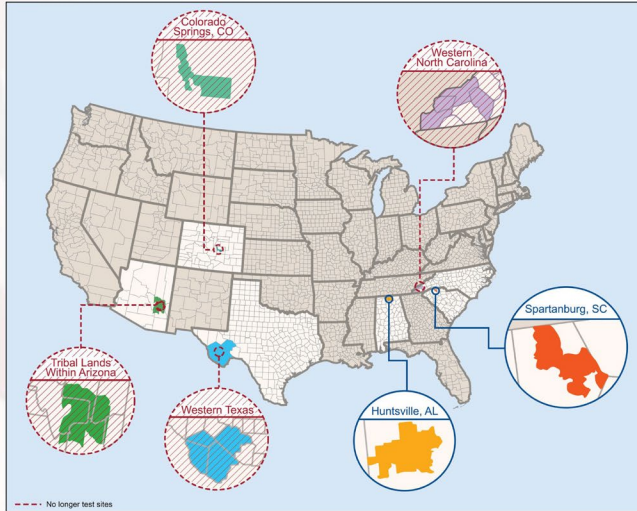 Colorado
Springs, CO
Western
North Carolina
Spartanburg, SC
Tribal Lands
Within Arizona
Western Texas
Huntsville, AL
No longer test sites